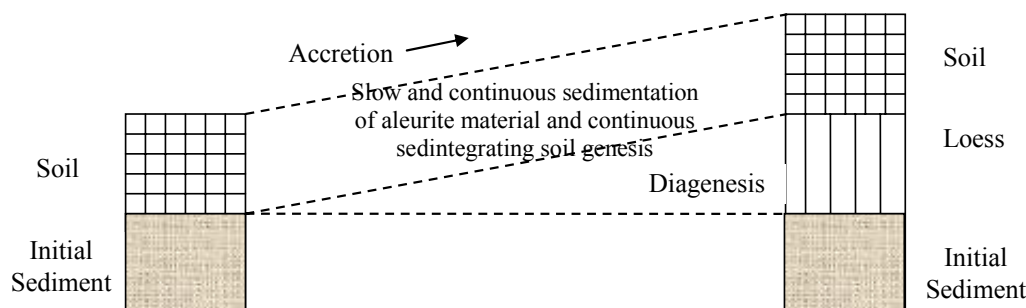 Accretion
Soil
Slow and continuous sedimentation
of aleurite material and continuous
sedintegrating soil genesis
Loess
Soil
Diagenesis
Initial
Sediment
Initial
Sediment